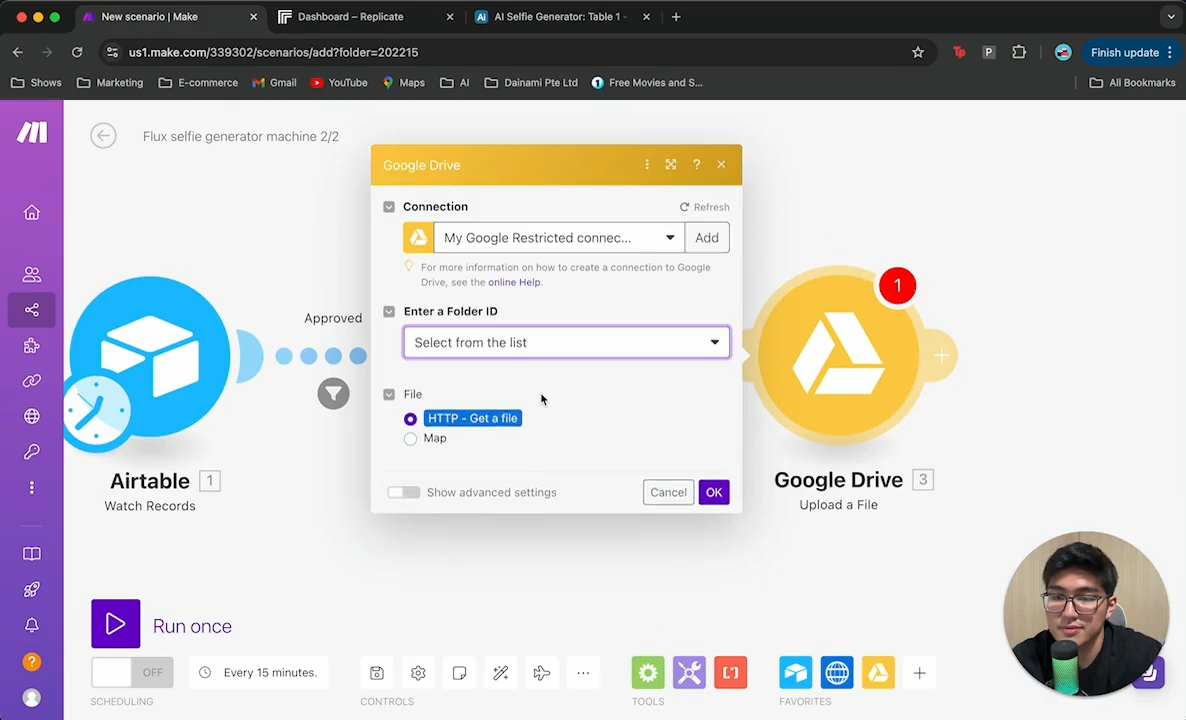 New scenario | Make
Dashboard – Replicate
AI Selfie Generator: Table 1 -
us1.make.com/339302/scenarios/add?folder=202215
Finish update
Shows
Marketing
E-commerce
Gmail
YouTube
Maps
AI
Dainami Pte Ltd
Free Movies and S...
All Bookmarks
Flux selfie generator machine 2/2
Google Drive
Connection
Refresh
My Google Restricted connec...
Add
For more information on how to create a connection to Google
Drive, see the online Help.
Enter a Folder ID
Select from the list
File
HTTP - Get a file
Map
Show advanced settings
Cancel
OK
Approved
Airtable 1
Watch Records
1
Google Drive 3
Upload a File
Run once
OFF
Every 15 minutes.
SCHEDULING
CONTROLS
TOOLS
FAVORITES